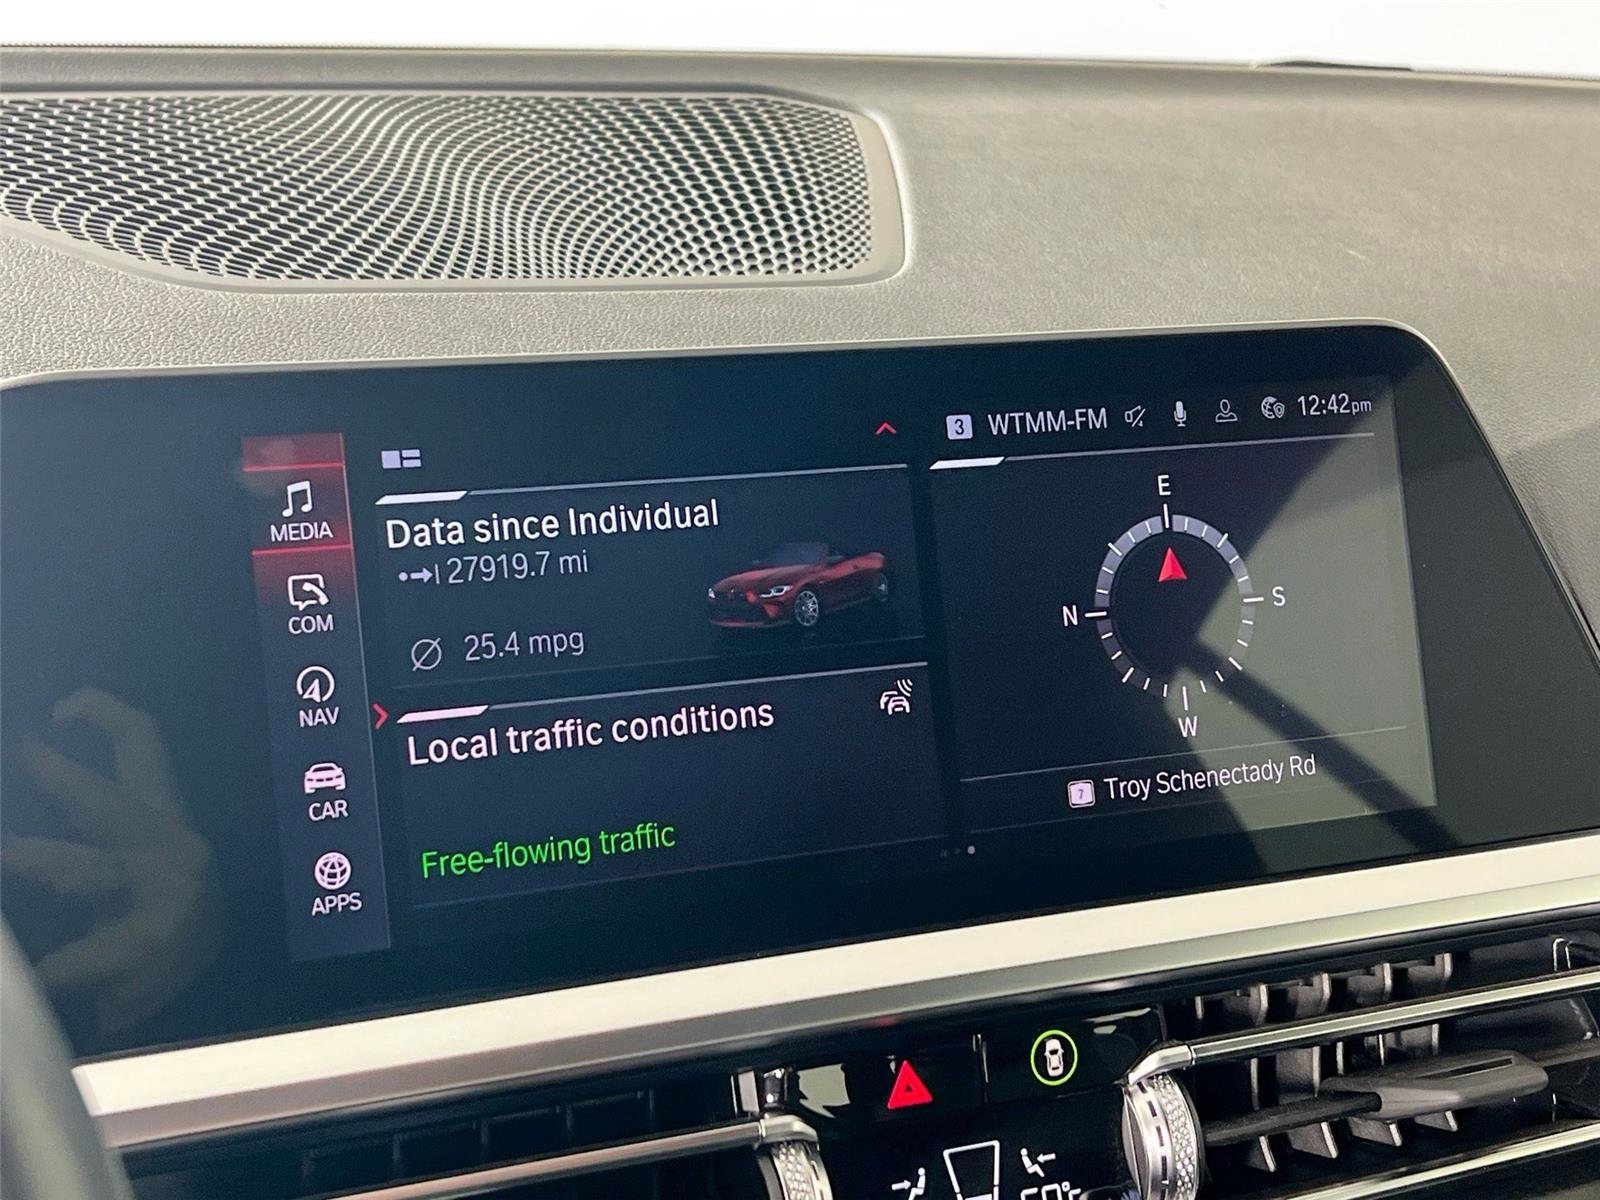 3 WTMM-FM 12:42pm
MEDIA
COM
NAV
CAR
APPS
Data since Individual
27919.7 mi
25.4 mpg
Local traffic conditions
Free-flowing traffic
E
N
S
W
7 Troy Schenectady Rd